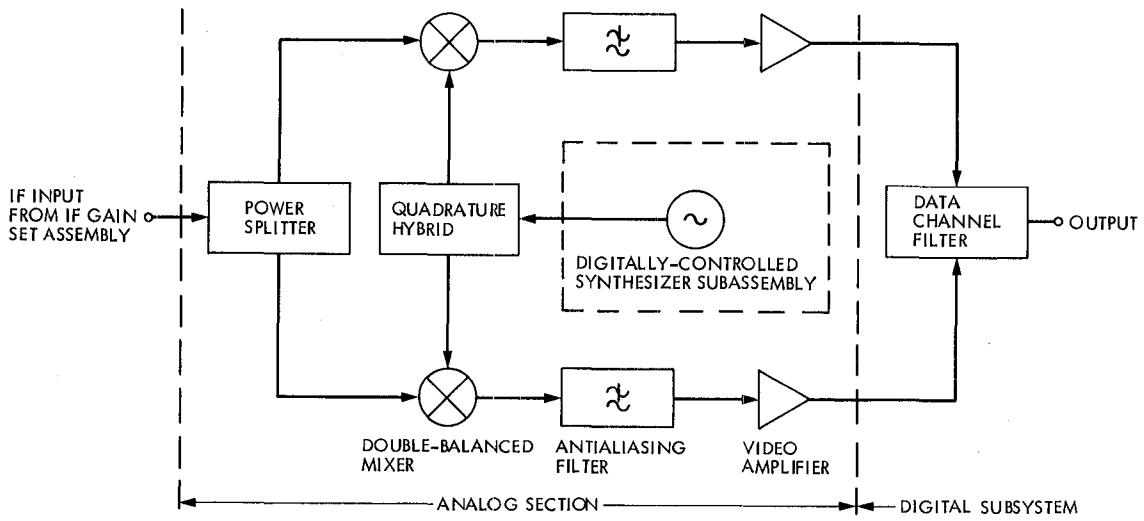 IF INPUT
FROM IF GAIN
SET ASSEMBLY
POWER
SPLITTER
QUADRATURE
HYBRID
DIGITALLY-CONTROLLED
SYNTHESIZER SUBASSEMBLY
DATA
CHANNEL
FILTER
OUTPUT
DOUBLE-BALANCED
MIXER
ANTIALIASING
FILTER
VIDEO
AMPLIFIER
ANALOG SECTION
DIGITAL SUBSYSTEM